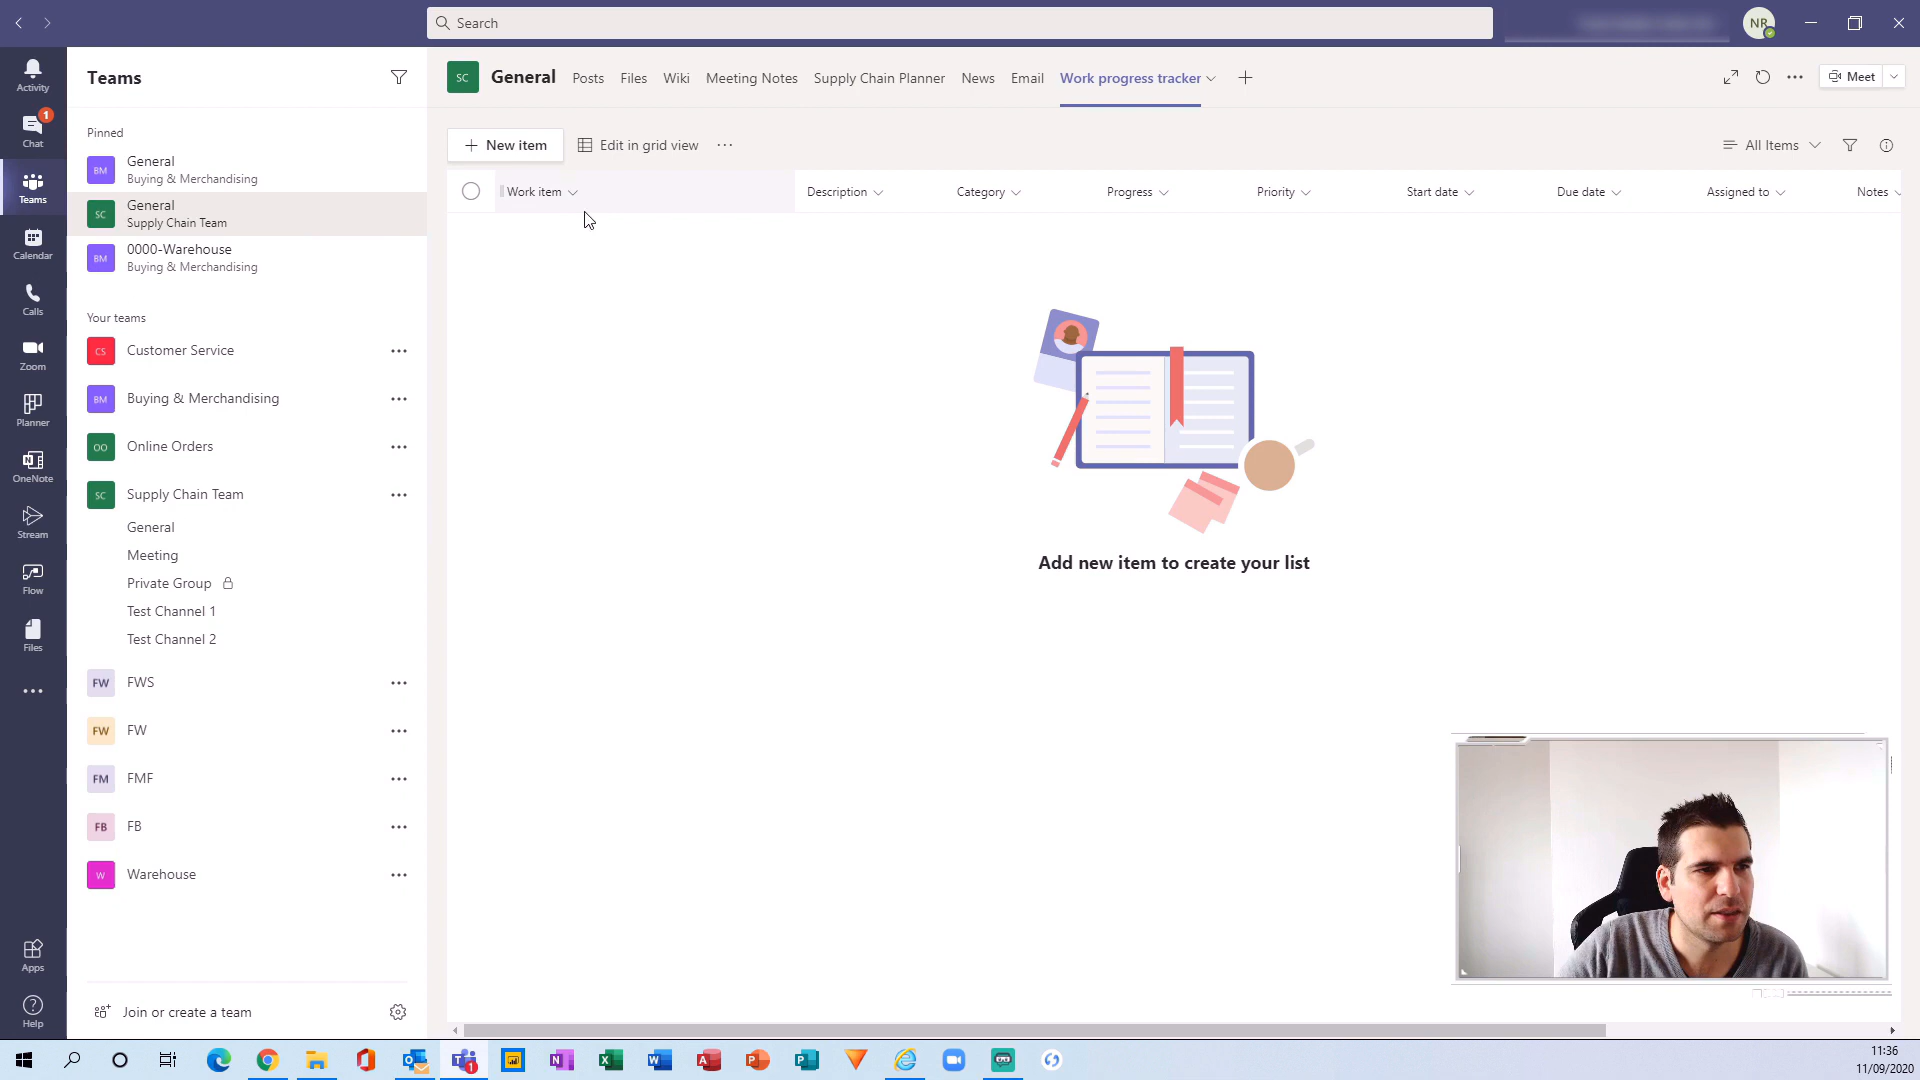 Search
NR
Activity
Chat
1
Teams
Calendar
Calls
Zoom
Planner
OneNote
Stream
Flow
Files
Apps
Help
Teams
Pinned
BM
General
Buying & Merchandising
SC
General
Supply Chain Team
BM
0000-Warehouse
Buying & Merchandising
Your teams
CS
Customer Service
BM
Buying & Merchandising
OO
Online Orders
SC
Supply Chain Team
General
Meeting
Private Group
Test Channel 1
Test Channel 2
FW
FWS
FW
FW
FM
FMF
FB
FB
W
Warehouse
Join or create a team
SC
General
Posts
Files
Wiki
Meeting Notes
Supply Chain Planner
News
Email
Work progress tracker
Meet
New item
Edit in grid view
All Items
Work item
Description
Category
Progress
Priority
Start date
Due date
Assigned to
Notes
Add new item to create your list
11:36
11/09/2020